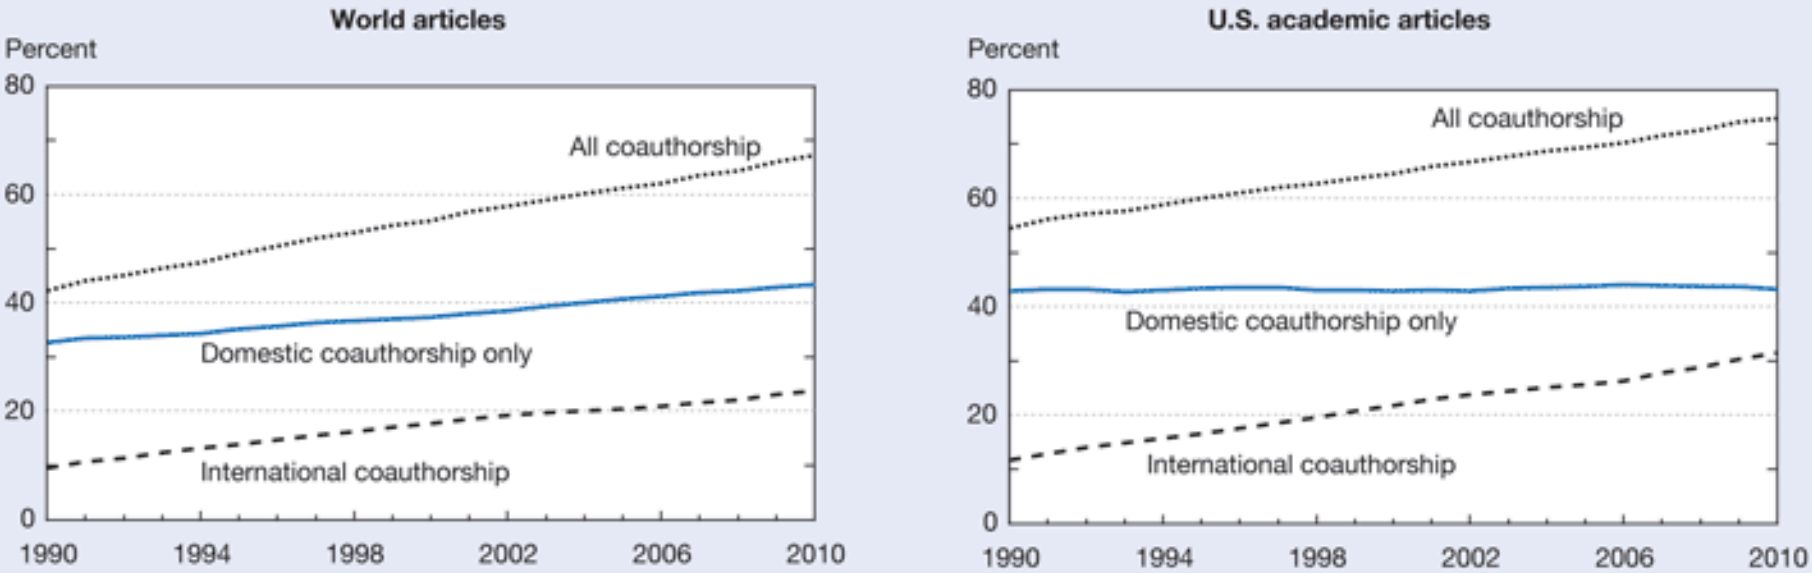 World articles
Percent
80
60
40
20
0
All coauthorship
Domestic coauthorship only
International coauthorship
1990 1994 1998 2002 2006 2010
U.S. academic articles
Percent
80
60
40
20
0
All coauthorship
Domestic coauthorship only
International coauthorship
1990 1994 1998 2002 2006 2010